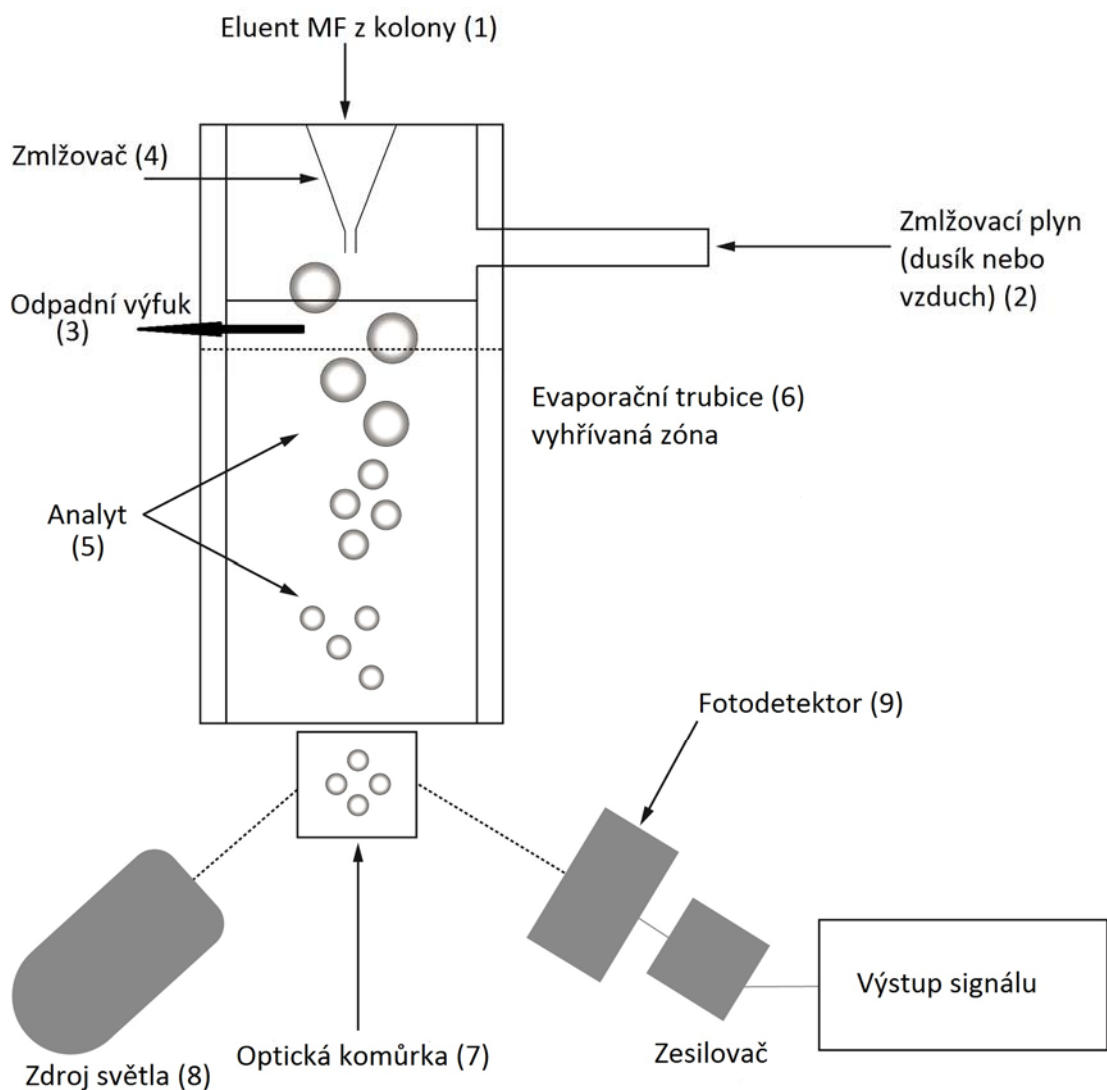 Eluent MF z kolony (1)
Zmlžovač (4)
Zmlžovací plyn
(dusík nebo
vzduch) (2)
Odpadní výfuk
(3)
Evaporační trubice (6)
vyhřívaná zóna
Analyt
(5)
Fotodetektor (9)
Výstup signálu
Optická komůrka (7)
Zesilovač
Zdroj světla (8)